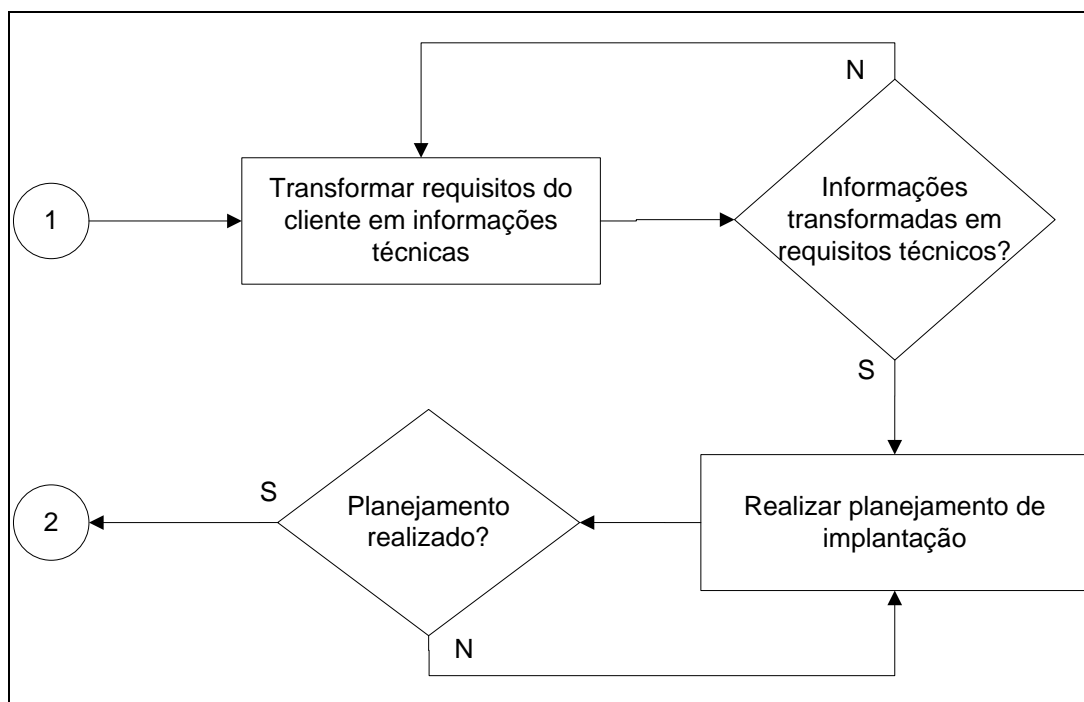 N
1
Transformar requisitos do
cliente em informações
técnicas
Informações
transformadas em
requisitos técnicos?
S
Realizar planejamento de
implantação
Planejamento
realizado?
S
2
N